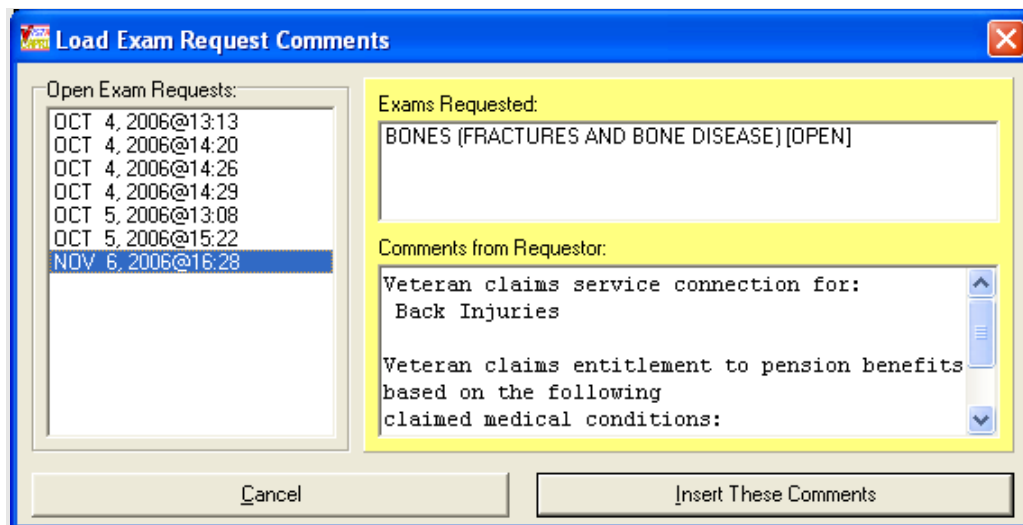 Load Exam Request Comments
Open Exam Requests:
OCT 4, 2006@13:13
OCT 4, 2006@14:20
OCT 4, 2006@14:26
OCT 4, 2006@14:29
OCT 5, 2006@13:08
OCT 5, 2006@15:22
NOV 6, 2006@16:28
Exams Requested:
BONES (FRACTURES AND BONE DISEASE) [OPEN]
Comments from Requestor:
Veteran claims service connection for:
Back Injuries
Veteran claims entitlement to pension benefits
based on the following
claimed medical conditions:
Cancel
Insert These Comments